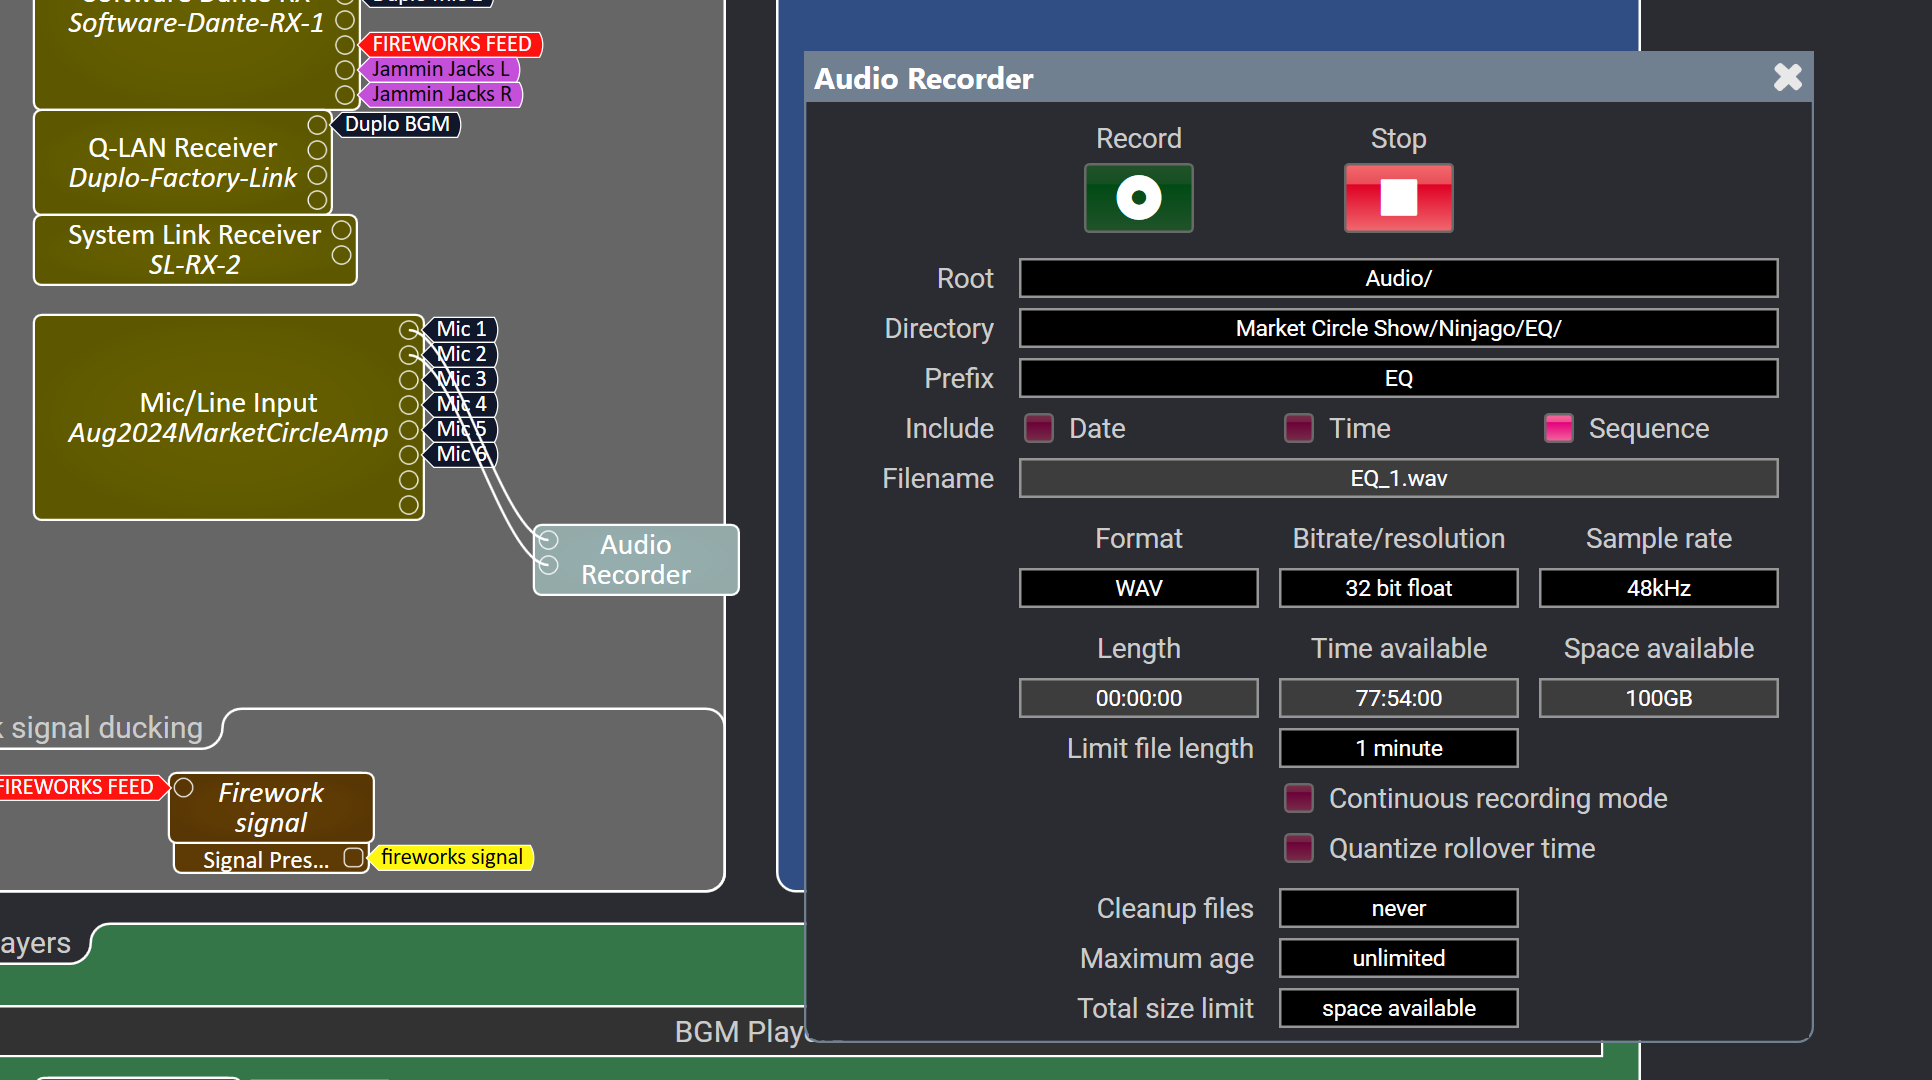 Software-Dante-RX-1
FIREWORKS FEED
Jammin Jacks L
Jammin Jacks R
Q-LAN Receiver
Duplo-Factory-Link
Duplo BGM
System Link Receiver
SL-RX-2
Mic/Line Input
Aug2024MarketCircleAmp
Mic 1
Mic 2
Mic 3
Mic 4
Mic 5
Mic 6
Audio
Recorder
signal ducking
FIREWORKS FEED
Firework
signal
Signal Pres...
fireworks signal
ayers
BGM Play
Audio Recorder
Record
Stop
Root
Audio/
Directory
Market Circle Show/Ninjago/EQ/
Prefix
EQ
Include
Date
Time
Sequence
Filename
EQ_1.wav
Format
Bitrate/resolution
Sample rate
WAV
32 bit float
48kHz
Length
Time available
Space available
00:00:00
77:54:00
100GB
Limit file length
1 minute
Continuous recording mode
Quantize rollover time
Cleanup files
never
Maximum age
unlimited
Total size limit
space available